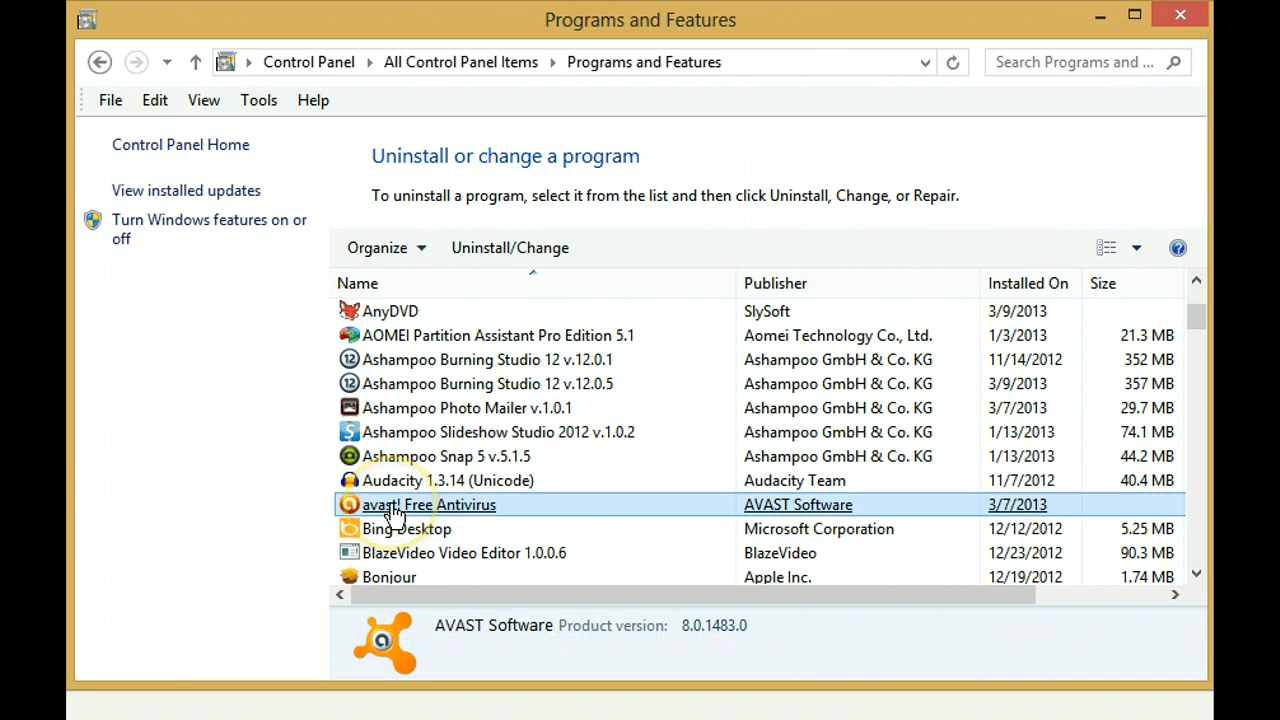 Programs and Features
Control Panel All Control Panel Items Programs and Features
Search Programs and ...
File Edit View Tools Help
Control Panel Home
View installed updates
Turn Windows features on or
off
Uninstall or change a program
To uninstall a program, select it from the list and then click Uninstall, Change, or Repair.
Organize Uninstall/Change
Name Publisher Installed On Size
AnyDVD SlySoft 3/9/2013
AOMEI Partition Assistant Pro Edition 5.1 Aomei Technology Co., Ltd. 1/3/2013 21.3 MB
12 Ashampoo Burning Studio 12 v.12.0.1 Ashampoo GmbH & Co. KG 11/14/2012 352 MB
12 Ashampoo Burning Studio 12 v.12.0.5 Ashampoo GmbH & Co. KG 3/9/2013 357 MB
Ashampoo Photo Mailer v.1.0.1 Ashampoo GmbH & Co. KG 3/7/2013 29.7 MB
Ashampoo Slideshow Studio 2012 v.1.0.2 Ashampoo GmbH & Co. KG 1/13/2013 74.1 MB
Ashampoo Snap 5 v.5.1.5 Ashampoo GmbH & Co. KG 1/13/2013 44.2 MB
Audacity 1.3.14 (Unicode) Audacity Team 11/7/2012 40.4 MB
avast! Free Antivirus AVAST Software 3/7/2013
Bing Desktop Microsoft Corporation 12/12/2012 5.25 MB
BlazeVideo Video Editor 1.0.0.6 BlazeVideo 12/23/2012 90.3 MB
Bonjour Apple Inc. 12/19/2012 1.74 MB
AVAST Software Product version: 8.0.1483.0